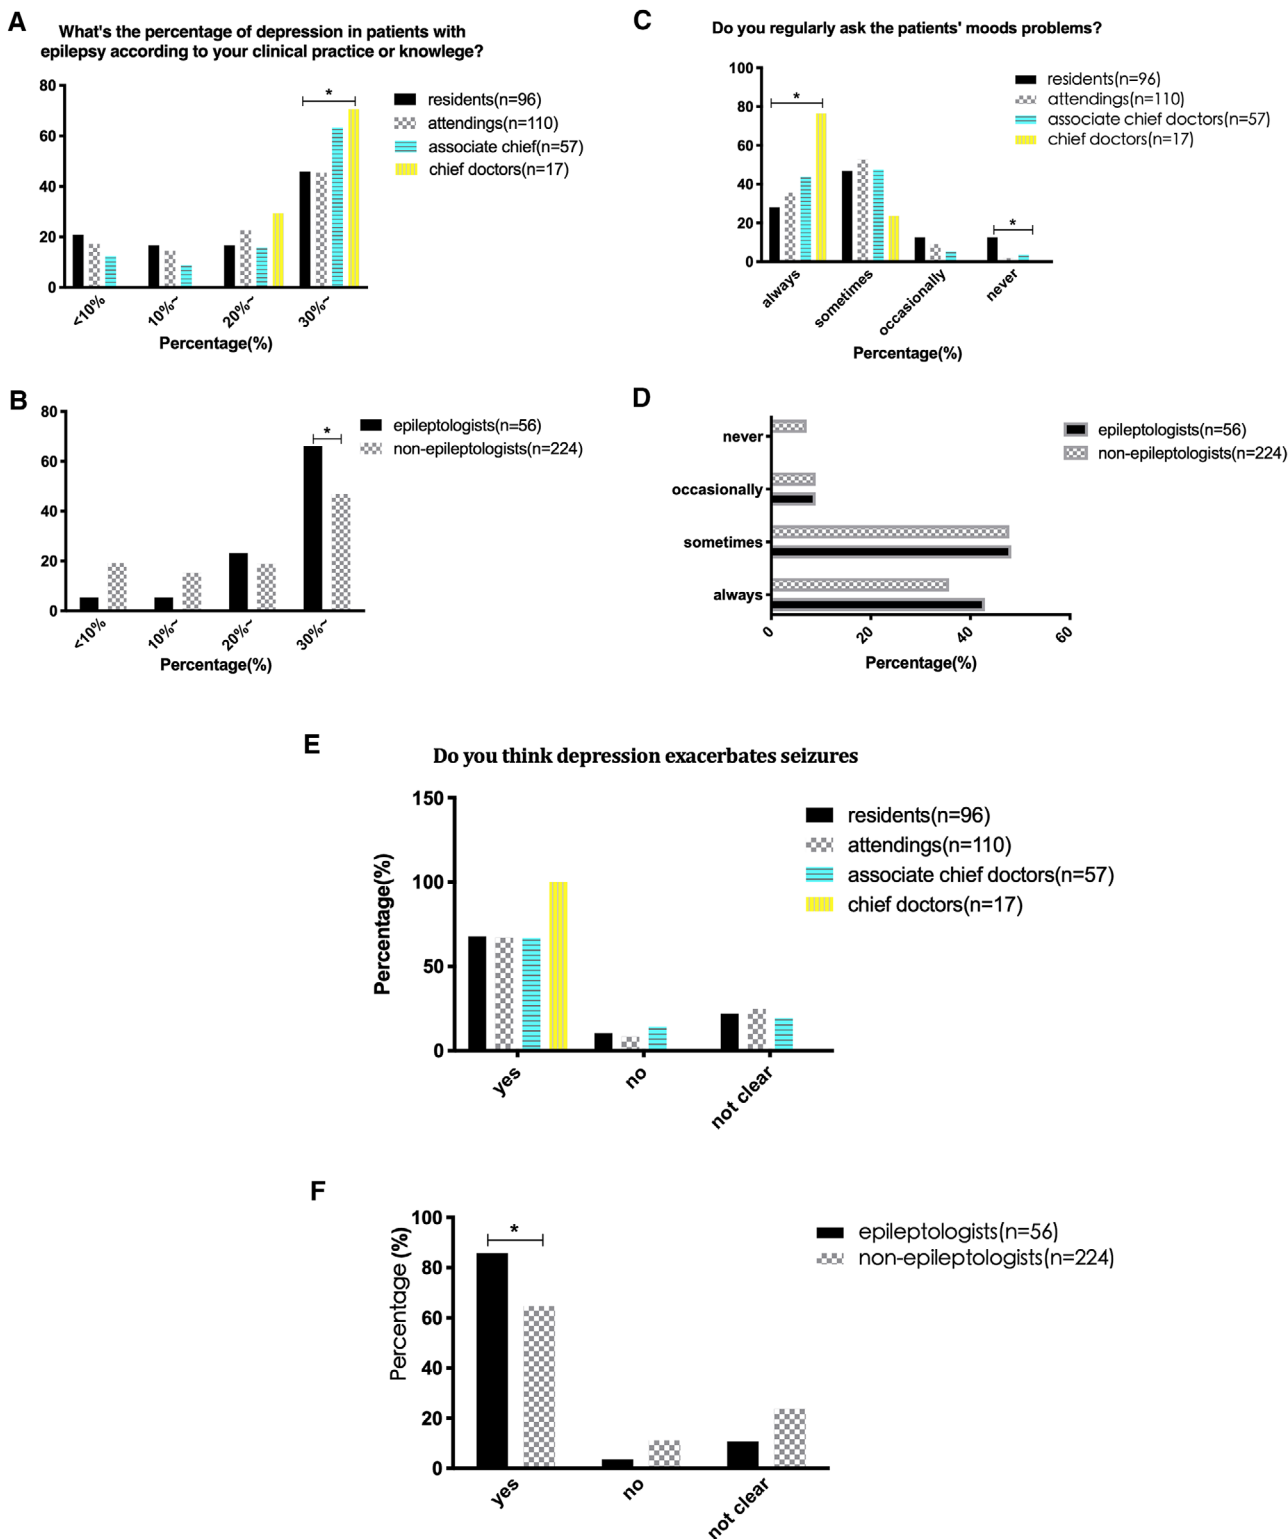 A
What's the percentage of depression in patients with
epilepsy according to your clinical practice or knowlege?
80
60
40
20
0
*
residents(n=96)
attendings(n=110)
associate chief(n=57)
chief doctors(n=17)
<10%
10%~
20%~
30%~
Percentage(%)
C
Do you regularly ask the patients' moods problems?
100
80
60
40
20
0
*
*
residents(n=96)
attendings(n=110)
associate chief doctors(n=57)
chief doctors(n=17)
always
sometimes
occasionally
never
Percentage(%)
B
80
60
40
20
0
*
epileptologists(n=56)
non-epileptologists(n=224)
<10%
10%~
20%~
30%~
Percentage(%)
D
never
occasionally
sometimes
always
0
20
40
60
Percentage(%)
epileptologists(n=56)
non-epileptologists(n=224)
E
Do you think depression exacerbates seizures
Percentage(%)
150
100
50
0
residents(n=96)
attendings(n=110)
associate chief doctors(n=57)
chief doctors(n=17)
yes
no
not clear
F
Percentage (%)
100
80
60
40
20
0
*
epileptologists(n=56)
non-epileptologists(n=224)
yes
no
not clear